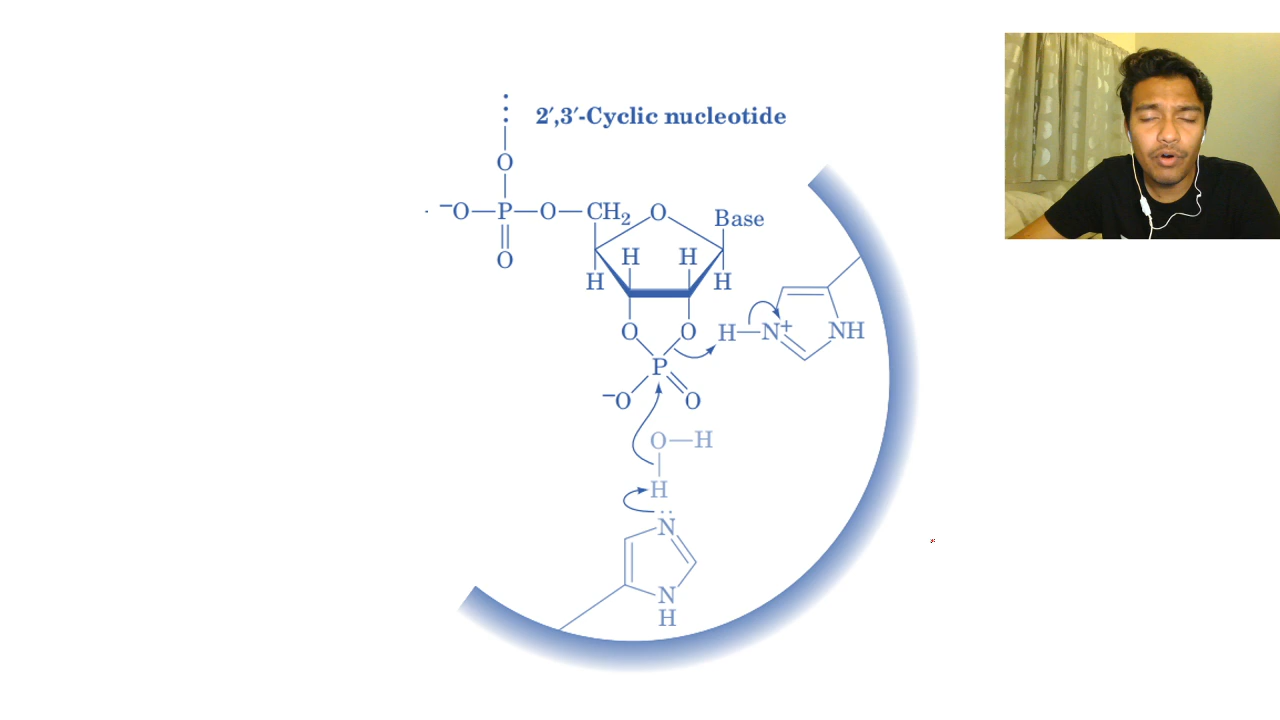 2′,3′-Cyclic nucleotide
O
⁻O—P—O—CH₂ O Base
O
H H
H H
O O H—N⁺ NH
P
⁻O O
O—H
H
N
N
H